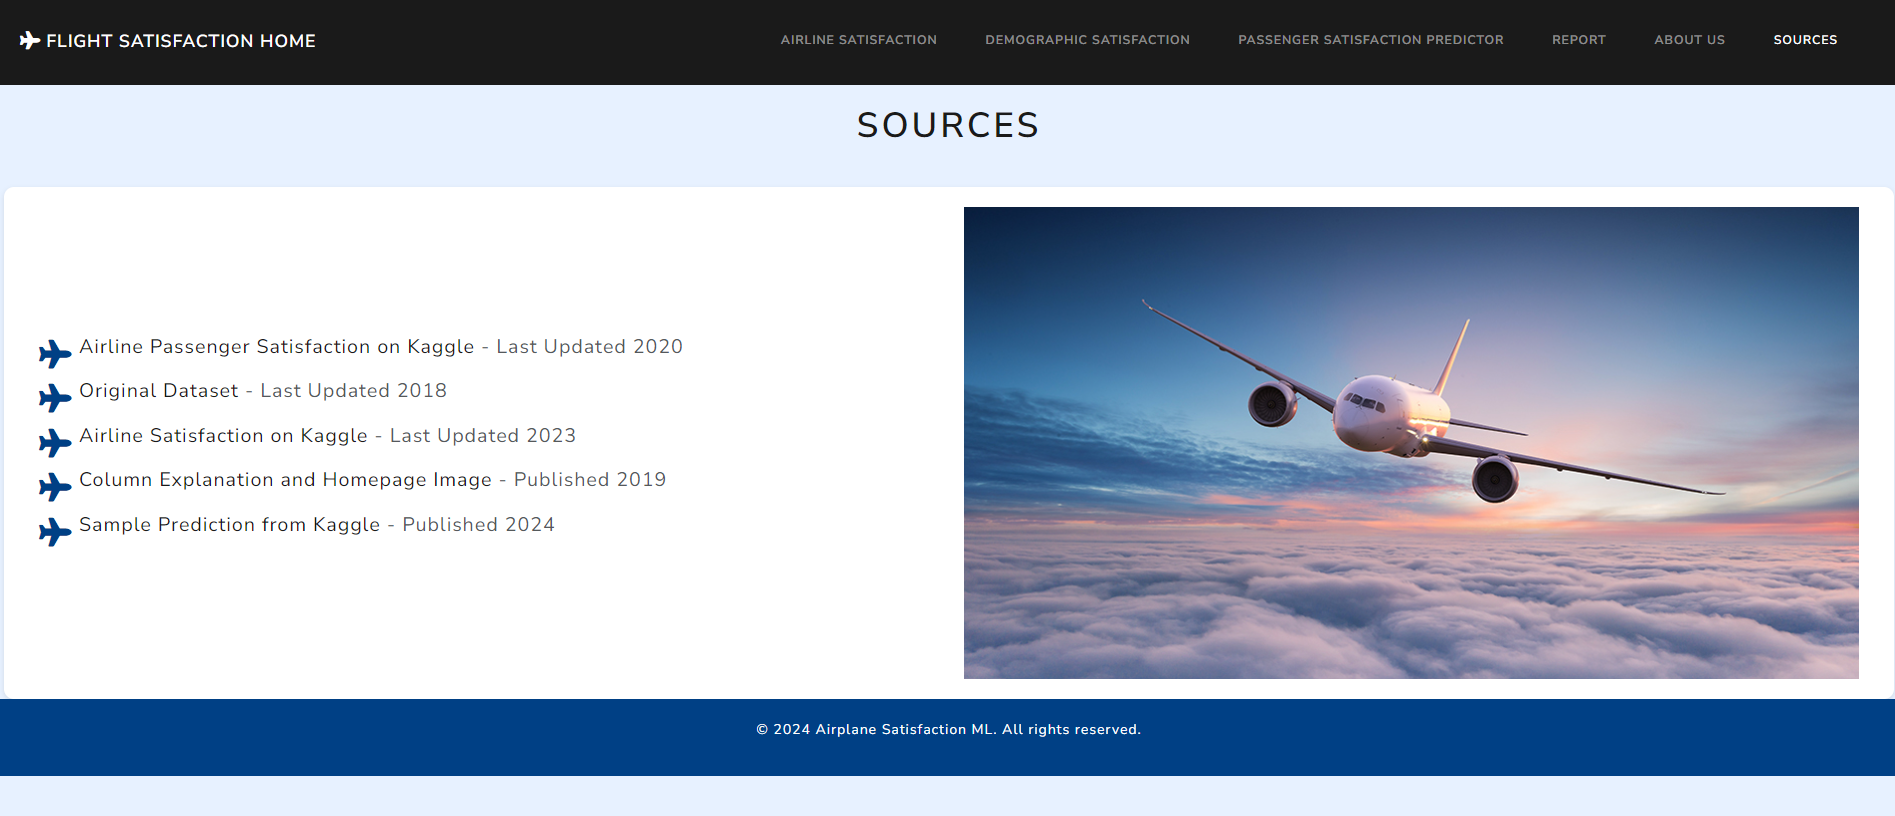 FLIGHT SATISFACTION HOME
AIRLINE SATISFACTION
DEMOGRAPHIC SATISFACTION
PASSENGER SATISFACTION PREDICTOR
REPORT
ABOUT US
SOURCES
SOURCES
Airline Passenger Satisfaction on Kaggle - Last Updated 2020
Original Dataset - Last Updated 2018
Airline Satisfaction on Kaggle - Last Updated 2023
Column Explanation and Homepage Image - Published 2019
Sample Prediction from Kaggle - Published 2024
© 2024 Airplane Satisfaction ML. All rights reserved.